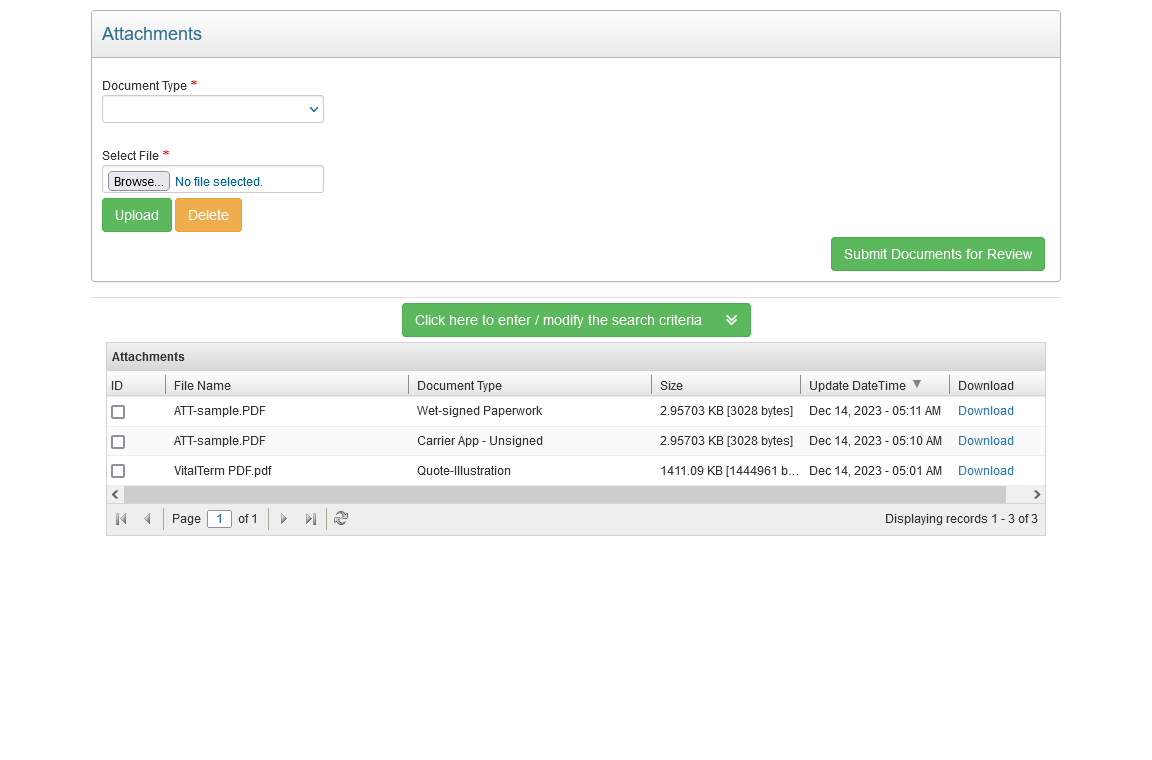 Attachments
Document Type *
Select File *
Browse... No file selected.
Upload Delete
Submit Documents for Review
Click here to enter / modify the search criteria
Attachments
ID File Name Document Type Size Update DateTime Download
ATT-sample.PDF Wet-signed Paperwork 2.95703 KB [3028 bytes] Dec 14, 2023 - 05:11 AM Download
ATT-sample.PDF Carrier App - Unsigned 2.95703 KB [3028 bytes] Dec 14, 2023 - 05:10 AM Download
VitalTerm PDF.pdf Quote-Illustration 1411.09 KB [1444961 b... Dec 14, 2023 - 05:01 AM Download
Page 1 of 1 Displaying records 1 - 3 of 3